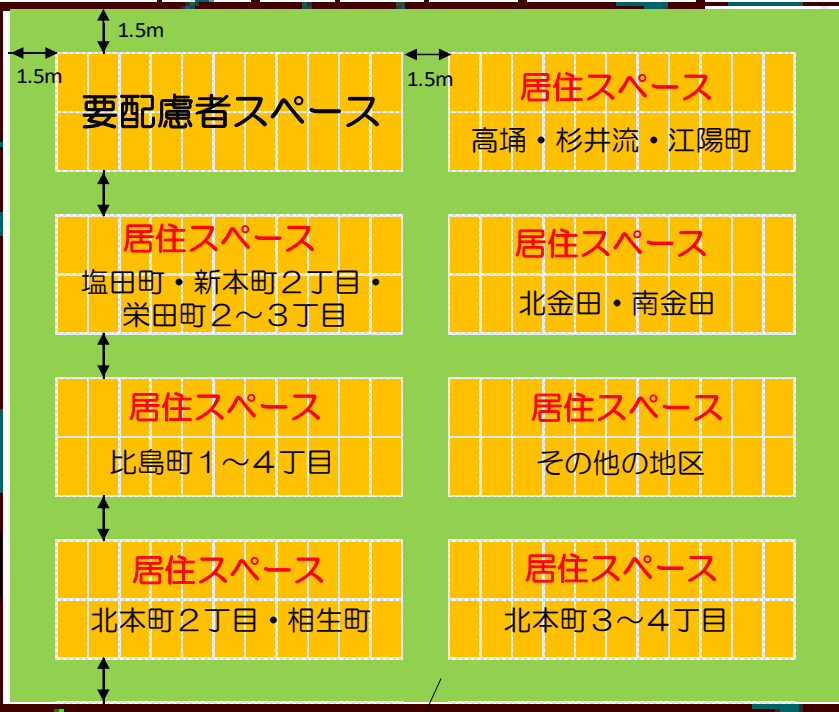 1.5m
1.5m
1.5m
要配慮者スペース
居住スペース
高埇・杉井流・江陽町
居住スペース
塩田町・新本町２丁目・
栄田町２～３丁目
居住スペース
北金田・南金田
居住スペース
比島町１～４丁目
居住スペース
その他の地区
居住スペース
北本町２丁目・相生町
居住スペース
北本町３～４丁目